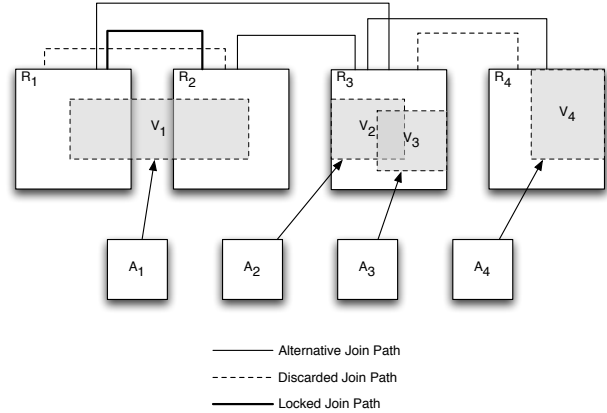 R1
R2
R3
R4
V1
V2
V3
V4
A1
A2
A3
A4
Alternative Join Path
Discarded Join Path
Locked Join Path